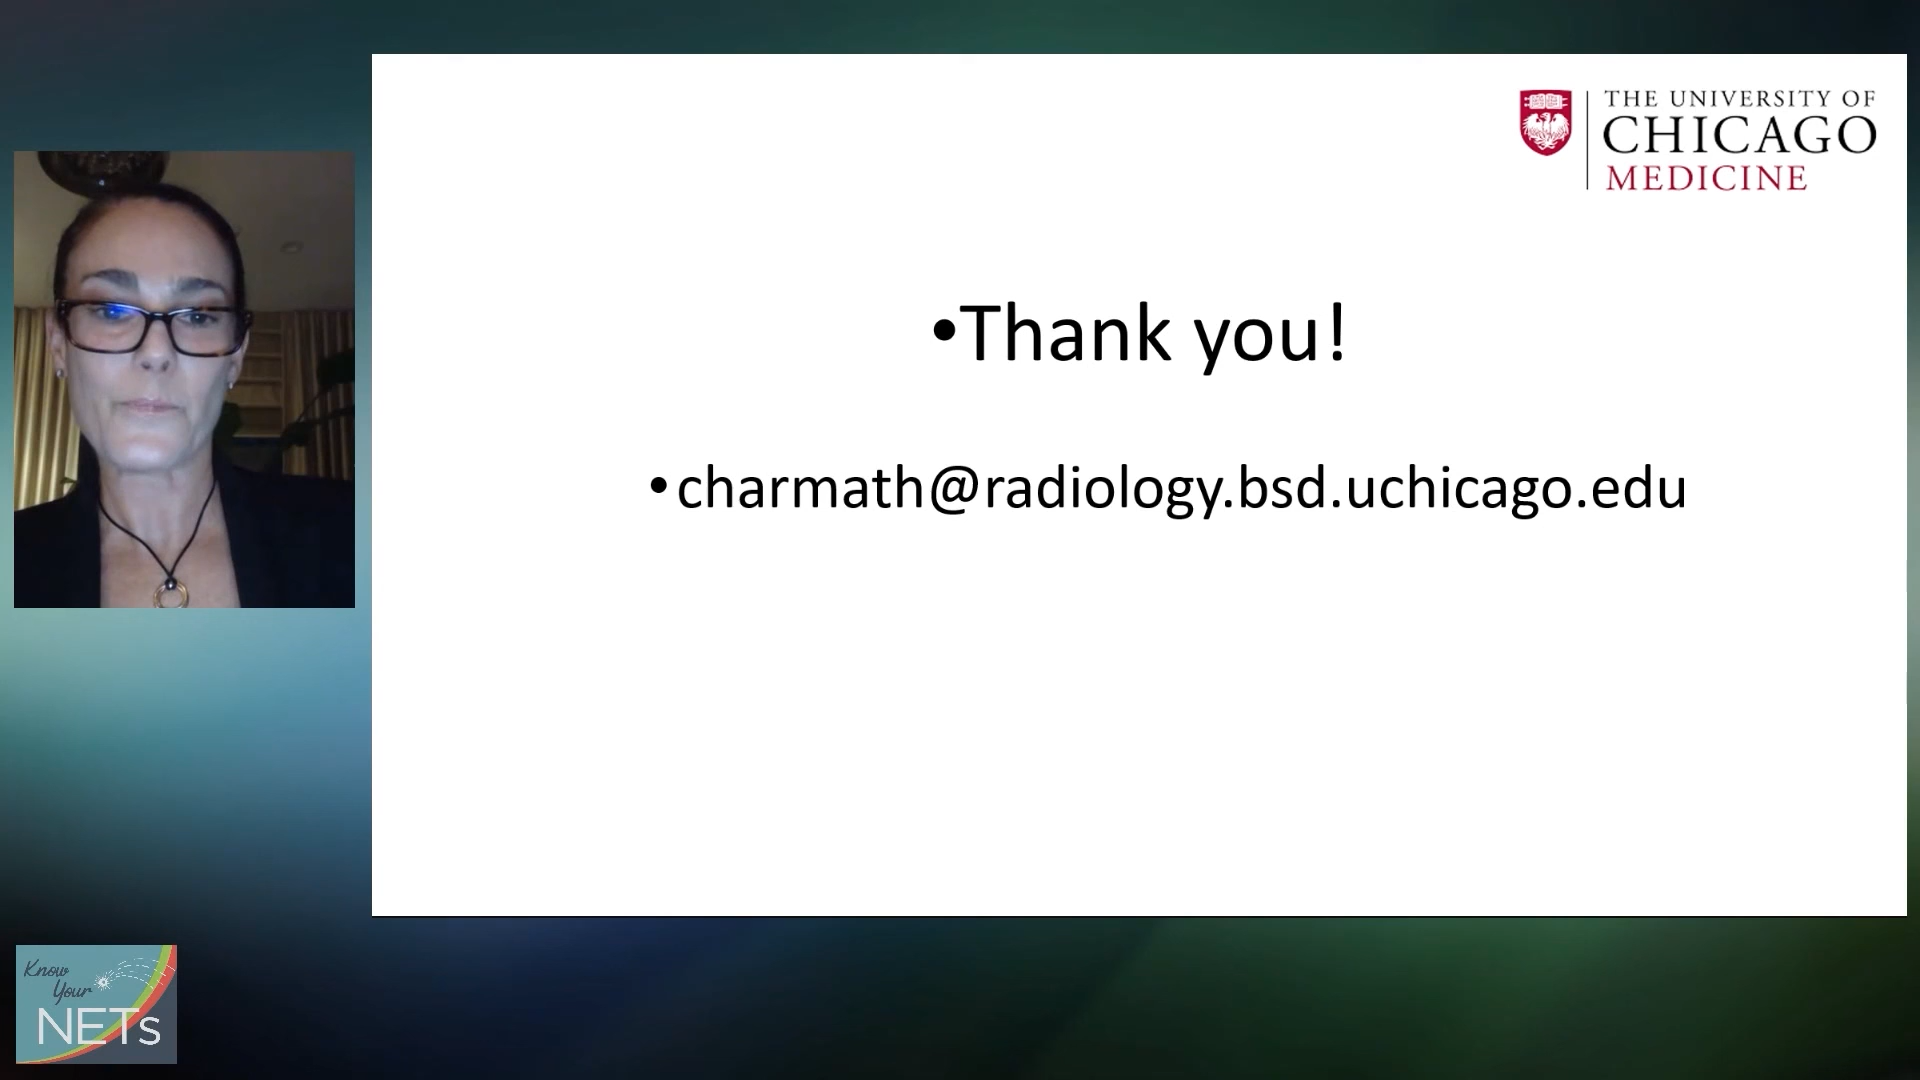 THE UNIVERSITY OF
CHICAGO
MEDICINE
•Thank you!
•charmath@radiology.bsd.uchicago.edu
Know
Your
NETs